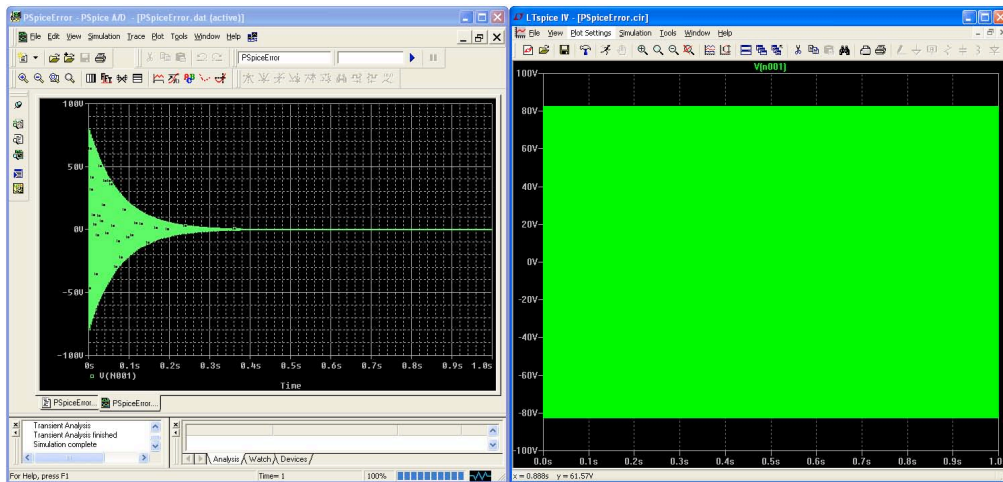 PSpiceError - PSpice A/D - [PSpiceError.dat (active)]
File Edit View Simulation Trace Plot Tools Window Help
PSpiceError
100V
50V
0V
-50V
-100V
0s 0.1s 0.2s 0.3s 0.4s 0.5s 0.6s 0.7s 0.8s 0.9s 1.0s
V(N001)
Time
PSpiceError... PSpiceError....
Transient Analysis
Transient Analysis finished
Simulation complete
Analysis Watch Devices
For Help, press F1 Time= 1 100%
LTspice IV - [PSpiceError.cir]
File View Plot Settings Simulation Tools Window Help
V(n001)
100V
80V
60V
40V
20V
0V
-20V
-40V
-60V
-80V
-100V
0.0s 0.1s 0.2s 0.3s 0.4s 0.5s 0.6s 0.7s 0.8s 0.9s 1.0
x = 0.888s y = 61.57V